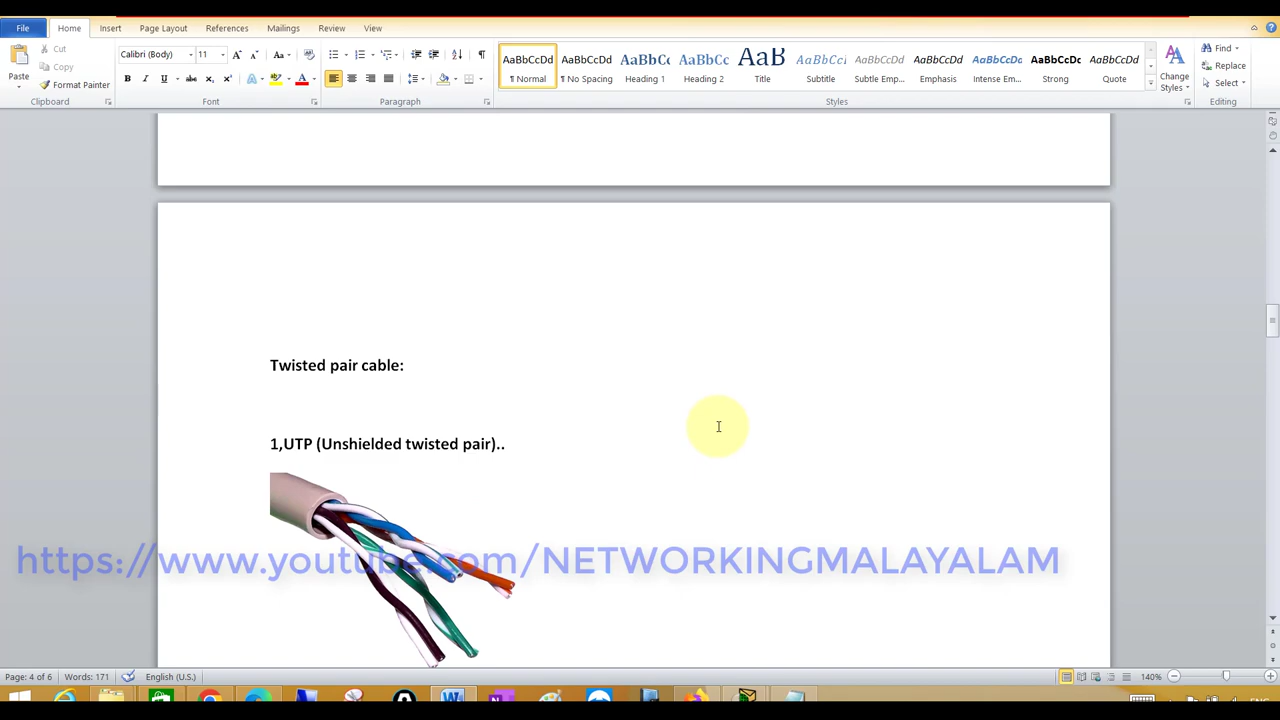 File Home Insert Page Layout References Mailings Review View
Cut
Copy
Format Painter
Paste
Calibri (Body) 11
AaBbCcDd AaBbCcDd AaBbC AaBbCc AaB AaBbCcl AaBbCcDd AaBbCcDd AaBbCcDd AaBbCcDc AaBbCcDd
¶ Normal ¶ No Spacing Heading 1 Heading 2 Title Subtitle Subtle Emp... Emphasis Intense Em... Strong Quote
Change Styles
Find
Replace
Select
Clipboard Font Paragraph Styles Editing
Twisted pair cable:
1,UTP (Unshielded twisted pair)..
https://www.youtube.com/NETWORKINGMALAYALAM
Page: 4 of 6 Words: 171 English (U.S.) 140%